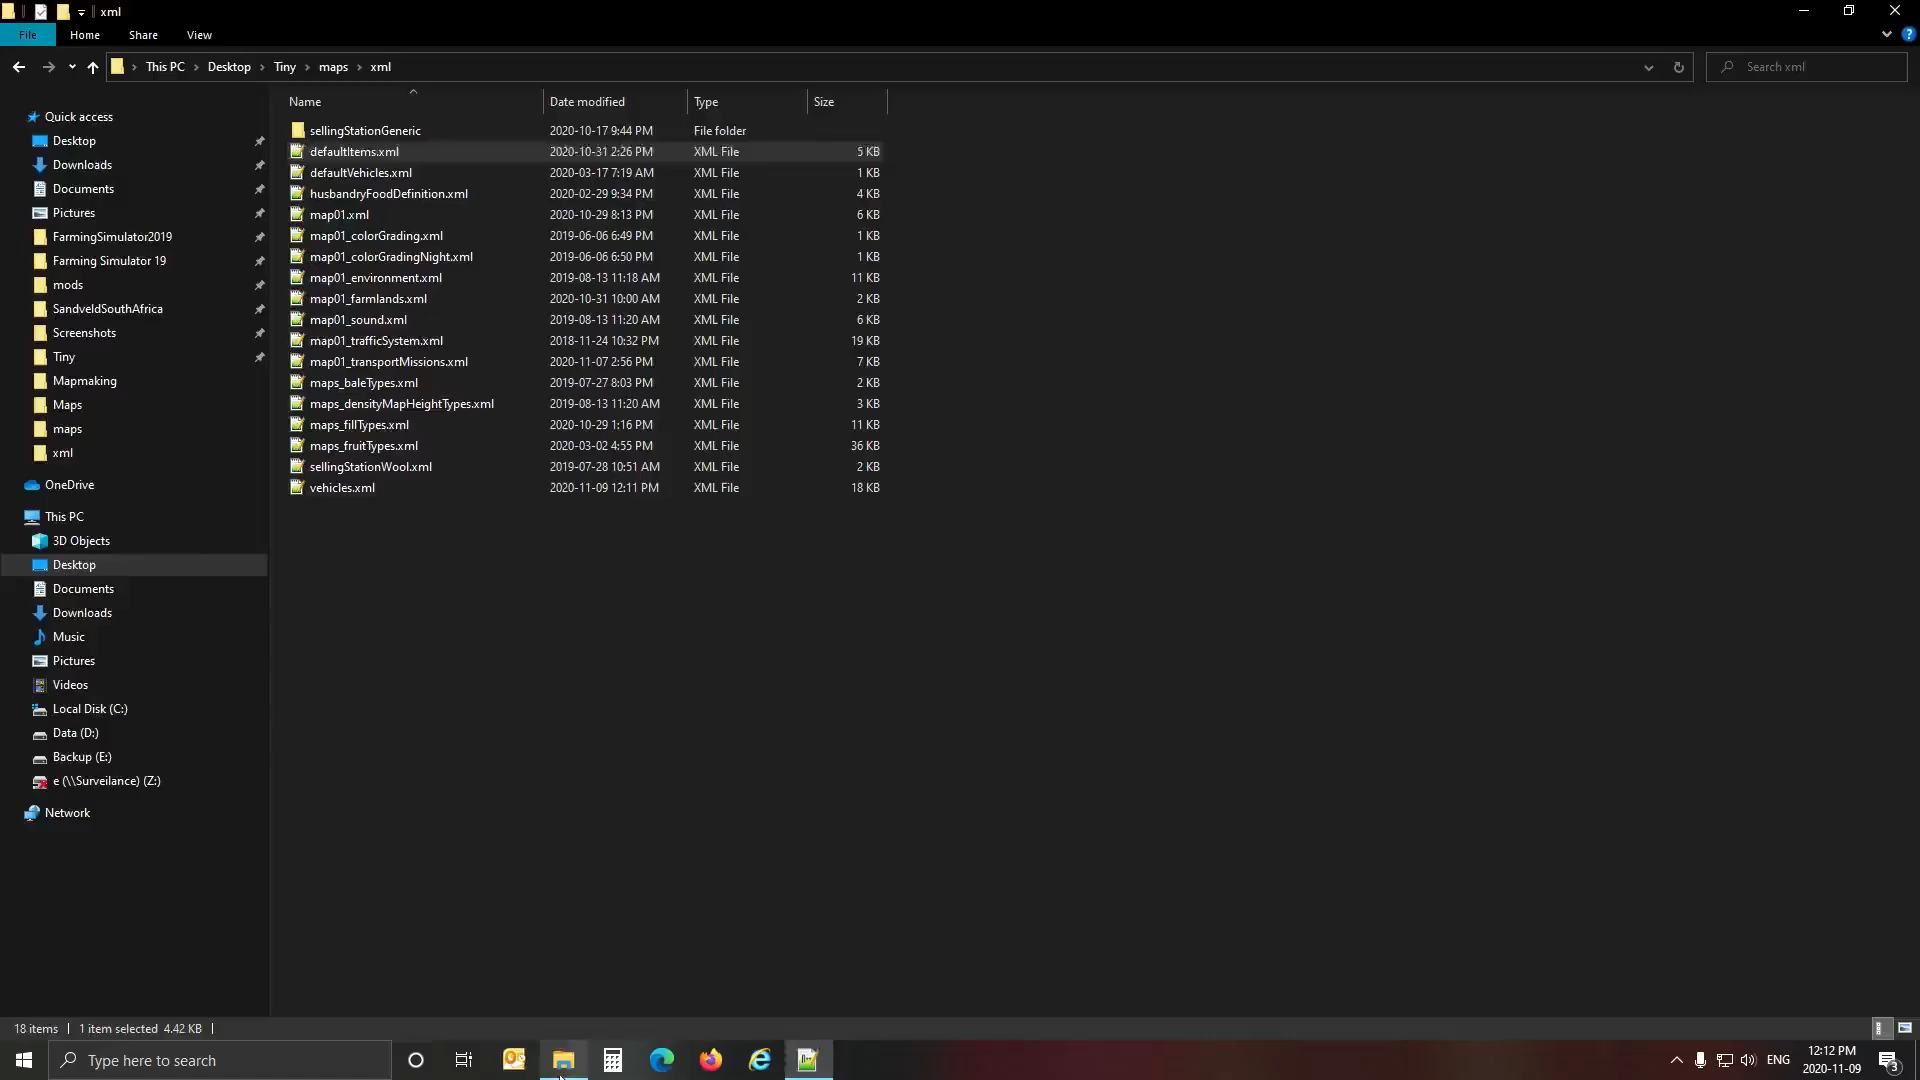 xml
File Home Share View
This PC Desktop Tiny maps xml Search xml
Name Date modified Type Size
Quick access
Desktop
Downloads
Documents
Pictures
FarmingSimulator2019
Farming Simulator 19
mods
SandveldSouthAfrica
Screenshots
Tiny
Mapmaking
Maps
maps
xml
OneDrive
This PC
3D Objects
Desktop
Documents
Downloads
Music
Pictures
Videos
Local Disk (C:)
Data (D:)
Backup (E:)
e (\\Surveilance) (Z:)
Network
sellingStationGeneric 2020-10-17 9:44 PM File folder
defaultItems.xml 2020-10-31 2:26 PM XML File 5 KB
defaultVehicles.xml 2020-03-17 7:19 AM XML File 1 KB
husbandryFoodDefinition.xml 2020-02-29 9:34 PM XML File 4 KB
map01.xml 2020-10-29 8:13 PM XML File 6 KB
map01_colorGrading.xml 2019-06-06 6:49 PM XML File 1 KB
map01_colorGradingNight.xml 2019-06-06 6:50 PM XML File 1 KB
map01_environment.xml 2019-08-13 11:18 AM XML File 11 KB
map01_farmlands.xml 2020-10-31 10:00 AM XML File 2 KB
map01_sound.xml 2019-08-13 11:20 AM XML File 6 KB
map01_trafficSystem.xml 2018-11-24 10:32 PM XML File 19 KB
map01_transportMissions.xml 2020-11-07 2:56 PM XML File 7 KB
maps_baleTypes.xml 2019-07-27 8:03 PM XML File 2 KB
maps_densityMapHeightTypes.xml 2019-08-13 11:20 AM XML File 3 KB
maps_fillTypes.xml 2020-10-29 1:16 PM XML File 11 KB
maps_fruitTypes.xml 2020-03-02 4:55 PM XML File 36 KB
sellingStationWool.xml 2019-07-28 10:51 AM XML File 2 KB
vehicles.xml 2020-11-09 12:11 PM XML File 18 KB
18 items 1 item selected 4.42 KB
Type here to search
ENG
12:12 PM
2020-11-09
3